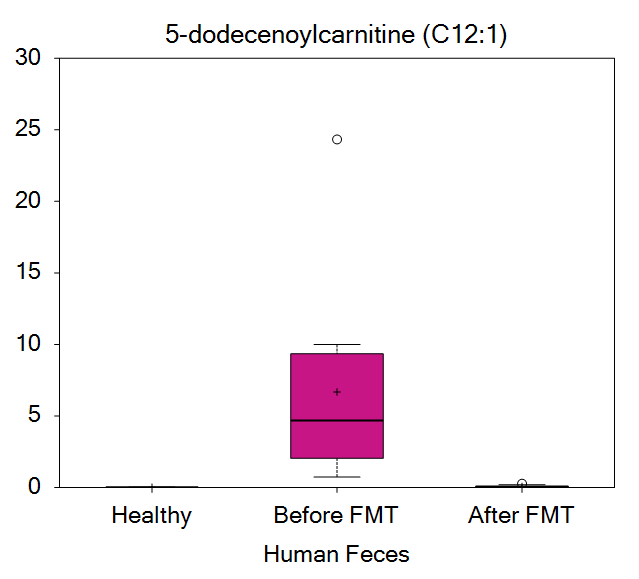 5-dodecenoylcarnitine (C12:1)
30
25
20
15
10
5
0
Healthy Before FMT After FMT
Human Feces